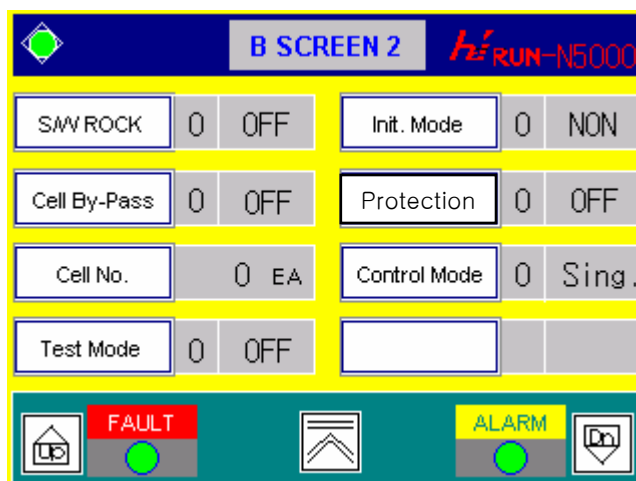 B SCREEN 2
hi RUN-N5000
S/W ROCK 0 OFF
Init. Mode 0 NON
Cell By-Pass 0 OFF
Protection 0 OFF
Cell No. 0 EA
Control Mode 0 Sing.
Test Mode 0 OFF
UP
FAULT
ALARM
Dn